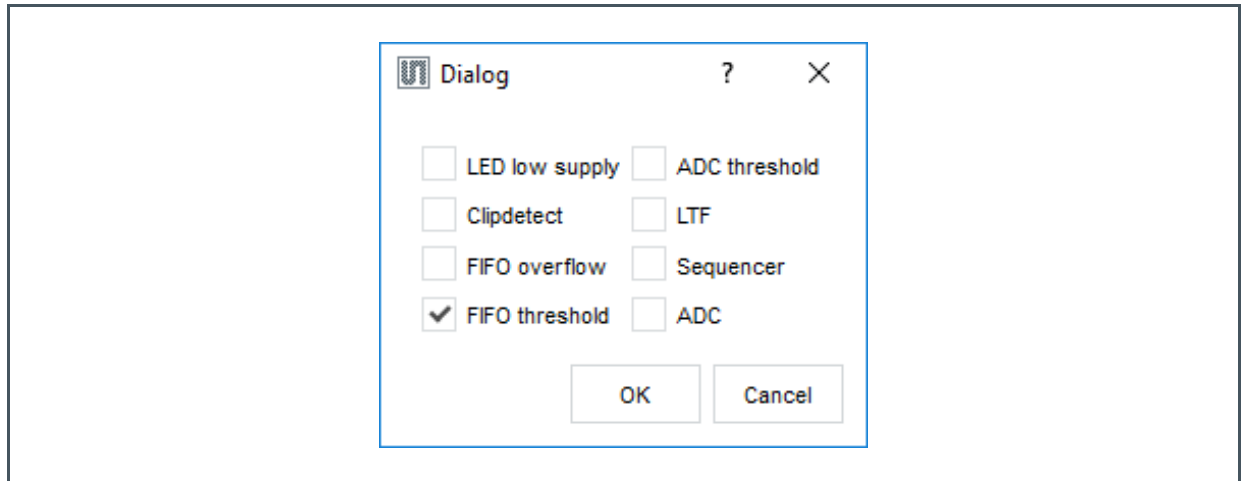 Dialog ?
LED low supply ADC threshold
Clipdetect LTF
FIFO overflow Sequencer
FIFO threshold ADC
OK Cancel